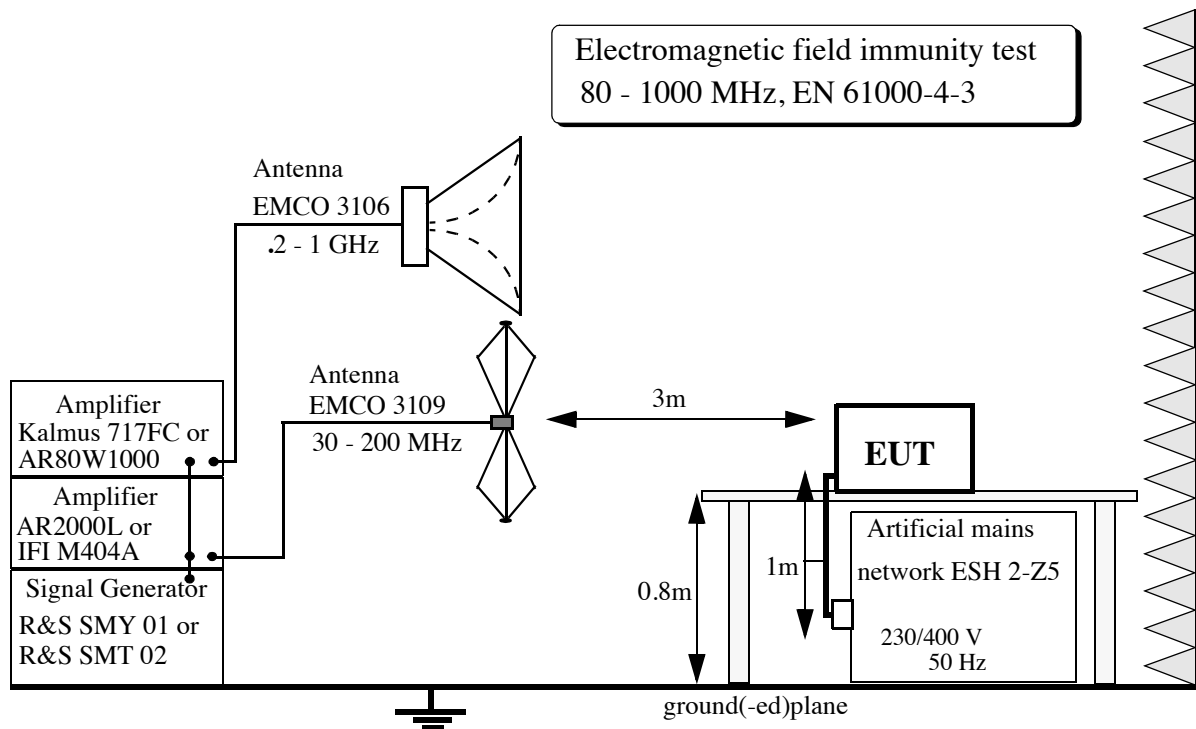 Electromagnetic field immunity test
80 - 1000 MHz, EN 61000-4-3
Antenna
EMCO 3106
.2 - 1 GHz
Antenna
EMCO 3109
30 - 200 MHz
Amplifier
Kalmus 717FC or
AR80W1000
Amplifier
AR2000L or
IFI M404A
Signal Generator
R&S SMY 01 or
R&S SMT 02
3m
EUT
1m
0.8m
Artificial mains
network ESH 2-Z5
230/400 V
50 Hz
ground(-ed)plane